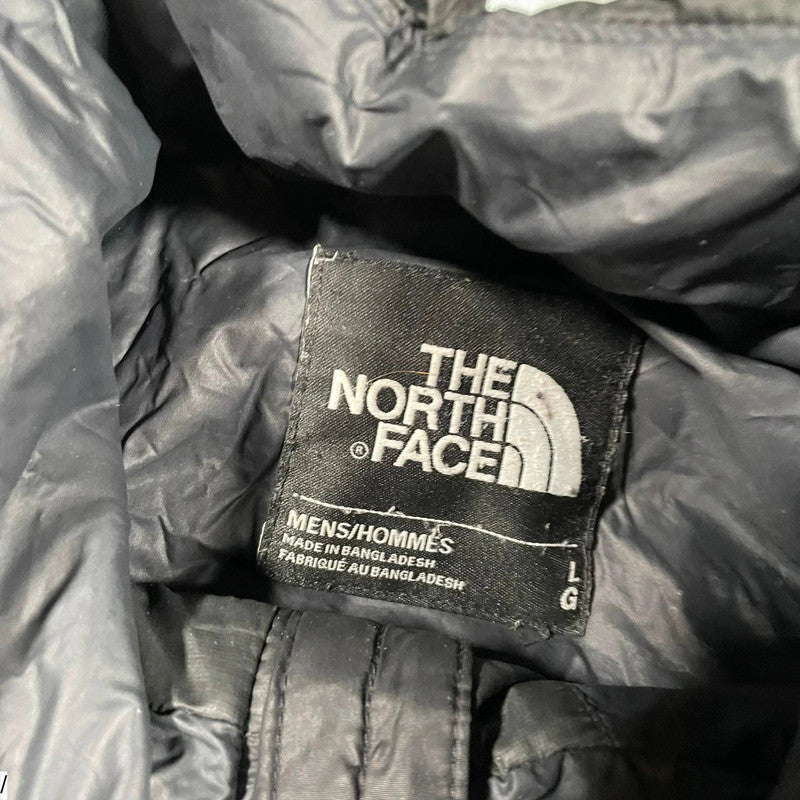 THE
NORTH
FACE
®
MENS/HOMMES
MADE IN BANGLADESH
FABRIQUÉ AU BANGLADESH
L
G
/